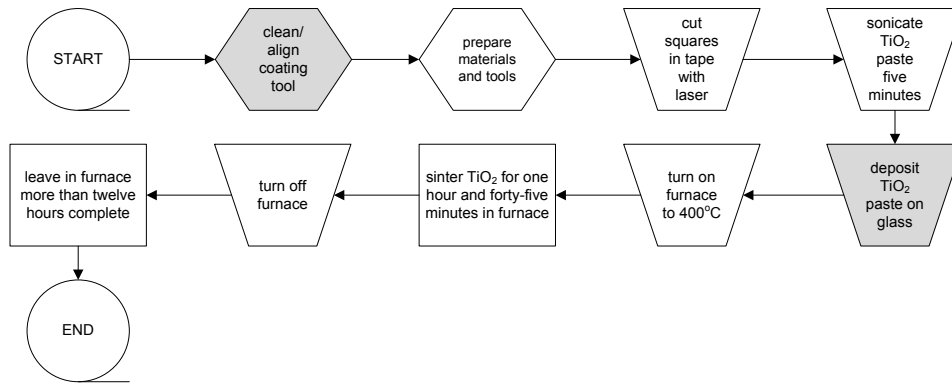 START
clean/
align
coating
tool
prepare
materials
and tools
cut
squares
in tape
with
laser
sonicate
TiO₂
paste
five
minutes
deposit
TiO₂
paste on
glass
turn on
furnace
to 400°C
sinter TiO₂ for one
hour and forty-five
minutes in furnace
turn off
furnace
leave in furnace
more than twelve
hours complete
END